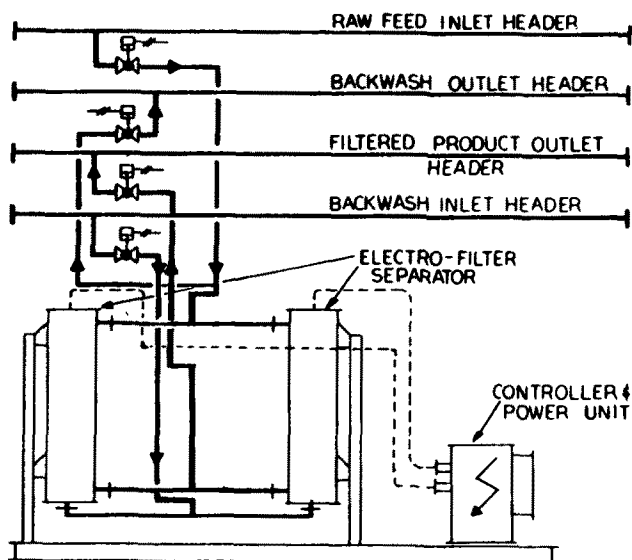 RAW FEED INLET HEADER
BACKWASH OUTLET HEADER
FILTERED PRODUCT OUTLET
HEADER
BACKWASH INLET HEADER
ELECTRO-FILTER
SEPARATOR
CONTROLLER &
POWER UNIT